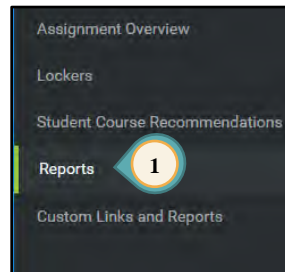 Assignment Overview
Lockers
Student Course Recommendations
Reports 1
Custom Links and Reports